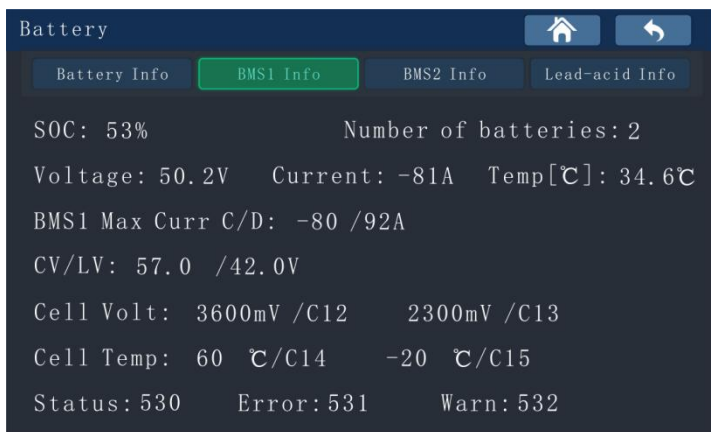 Battery
Battery Info BMS1 Info BMS2 Info Lead-acid Info
SOC: 53% Number of batteries: 2
Voltage: 50.2V Current: -81A Temp[℃]: 34.6℃
BMS1 Max Curr C/D: -80 /92A
CV/LV: 57.0 /42.0V
Cell Volt: 3600mV /C12 2300mV /C13
Cell Temp: 60 ℃/C14 -20 ℃/C15
Status: 530 Error: 531 Warn: 532